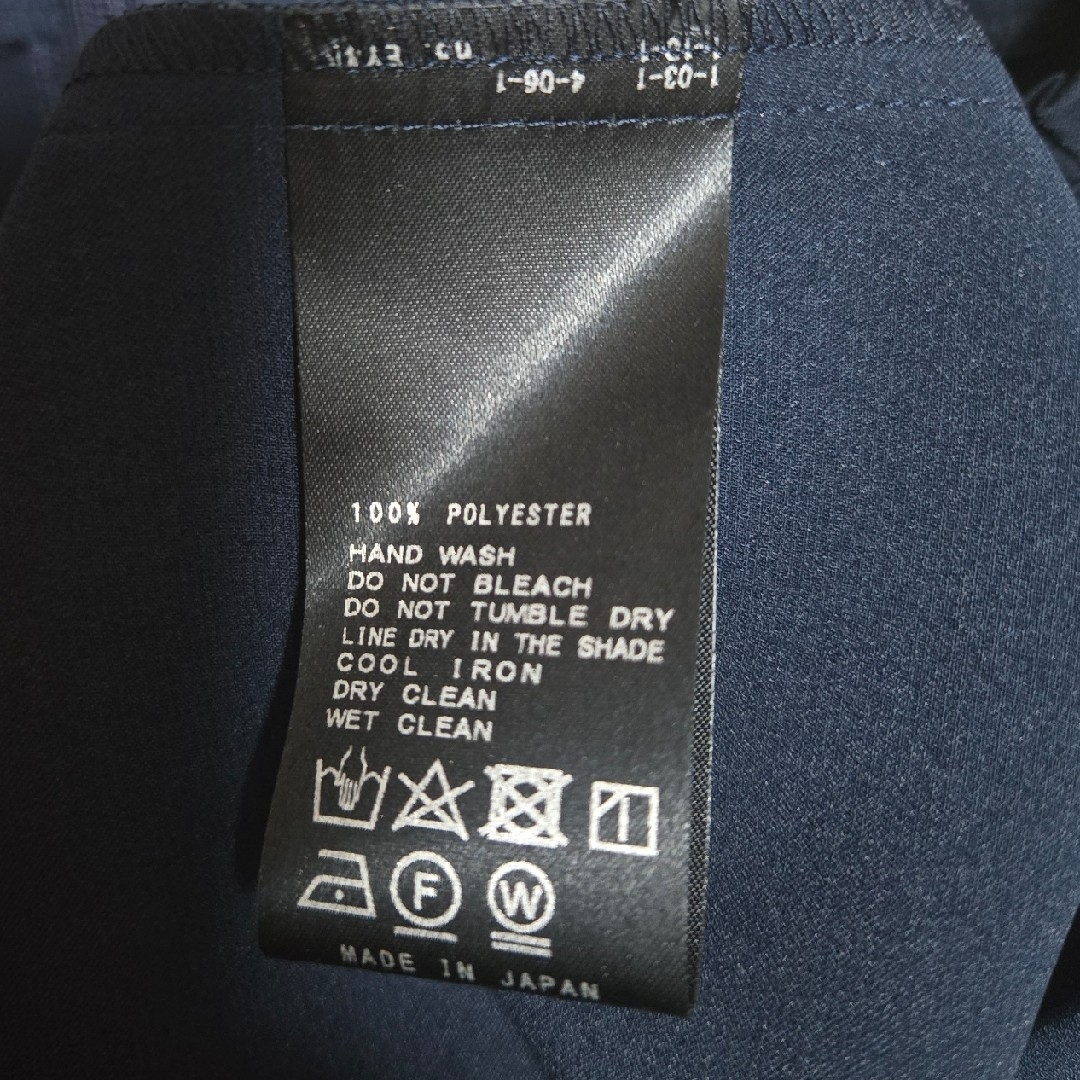 4-06-1 1-03-1
100% POLYESTER
HAND WASH
DO NOT BLEACH
DO NOT TUMBLE DRY
LINE DRY IN THE SHADE
COOL IRON
DRY CLEAN
WET CLEAN
F W
MADE IN JAPAN